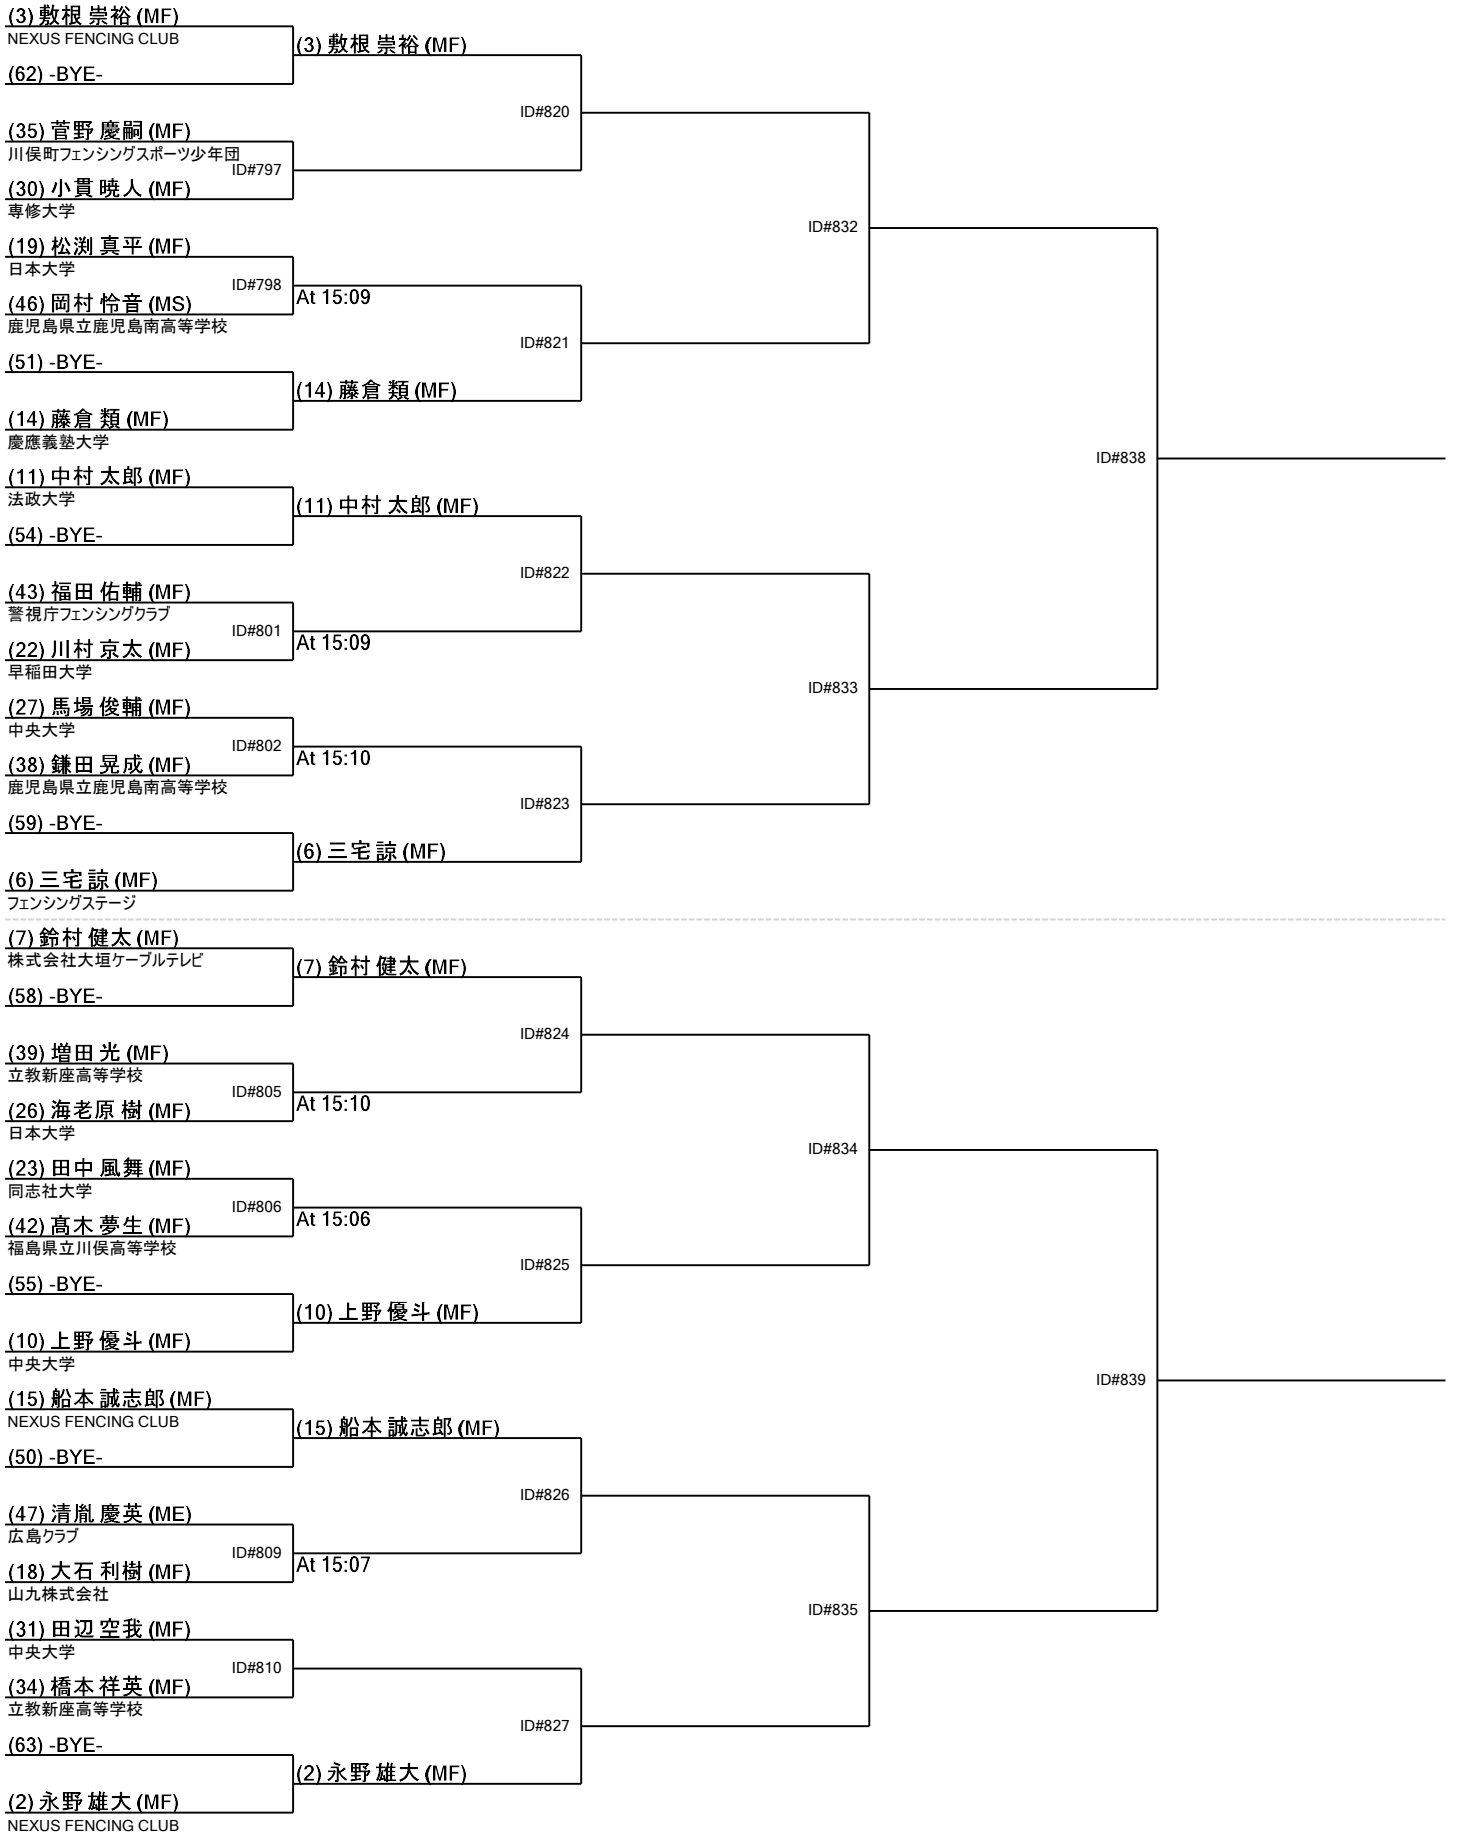 (3) 敷根 崇裕 (MF)
NEXUS FENCING CLUB
(3) 敷根 崇裕 (MF)
(62) -BYE-
ID#820
(35) 菅野 慶嗣 (MF)
川俣町フェンシングスポーツ少年団
ID#797
(30) 小貫 暁人 (MF)
専修大学
ID#832
(19) 松渕 真平 (MF)
日本大学
ID#798
At 15:09
(46) 岡村 怜音 (MS)
鹿児島県立鹿児島南高等学校
ID#821
(51) -BYE-
(14) 藤倉 類 (MF)
(14) 藤倉 類 (MF)
慶應義塾大学
ID#838
(11) 中村 太郎 (MF)
法政大学
(11) 中村 太郎 (MF)
(54) -BYE-
ID#822
(43) 福田 佑輔 (MF)
警視庁フェンシングクラブ
ID#801
At 15:09
(22) 川村 京太 (MF)
早稲田大学
ID#833
(27) 馬場 俊輔 (MF)
中央大学
ID#802
At 15:10
(38) 鎌田 晃成 (MF)
鹿児島県立鹿児島南高等学校
ID#823
(59) -BYE-
(6) 三宅 諒 (MF)
(6) 三宅 諒 (MF)
フェンシングステージ
(7) 鈴村 健太 (MF)
株式会社大垣ケーブルテレビ
(7) 鈴村 健太 (MF)
(58) -BYE-
ID#824
(39) 増田 光 (MF)
立教新座高等学校
ID#805
At 15:10
(26) 海老原 樹 (MF)
日本大学
ID#834
(23) 田中 風舞 (MF)
同志社大学
ID#806
At 15:06
(42) 髙木 夢生 (MF)
福島県立川俣高等学校
ID#825
(55) -BYE-
(10) 上野 優斗 (MF)
(10) 上野 優斗 (MF)
中央大学
ID#839
(15) 船本 誠志郎 (MF)
NEXUS FENCING CLUB
(15) 船本 誠志郎 (MF)
(50) -BYE-
ID#826
(47) 清胤 慶英 (ME)
広島クラブ
ID#809
At 15:07
(18) 大石 利樹 (MF)
山九株式会社
ID#835
(31) 田辺 空我 (MF)
中央大学
ID#810
(34) 橋本 祥英 (MF)
立教新座高等学校
ID#827
(63) -BYE-
(2) 永野 雄大 (MF)
(2) 永野 雄大 (MF)
NEXUS FENCING CLUB